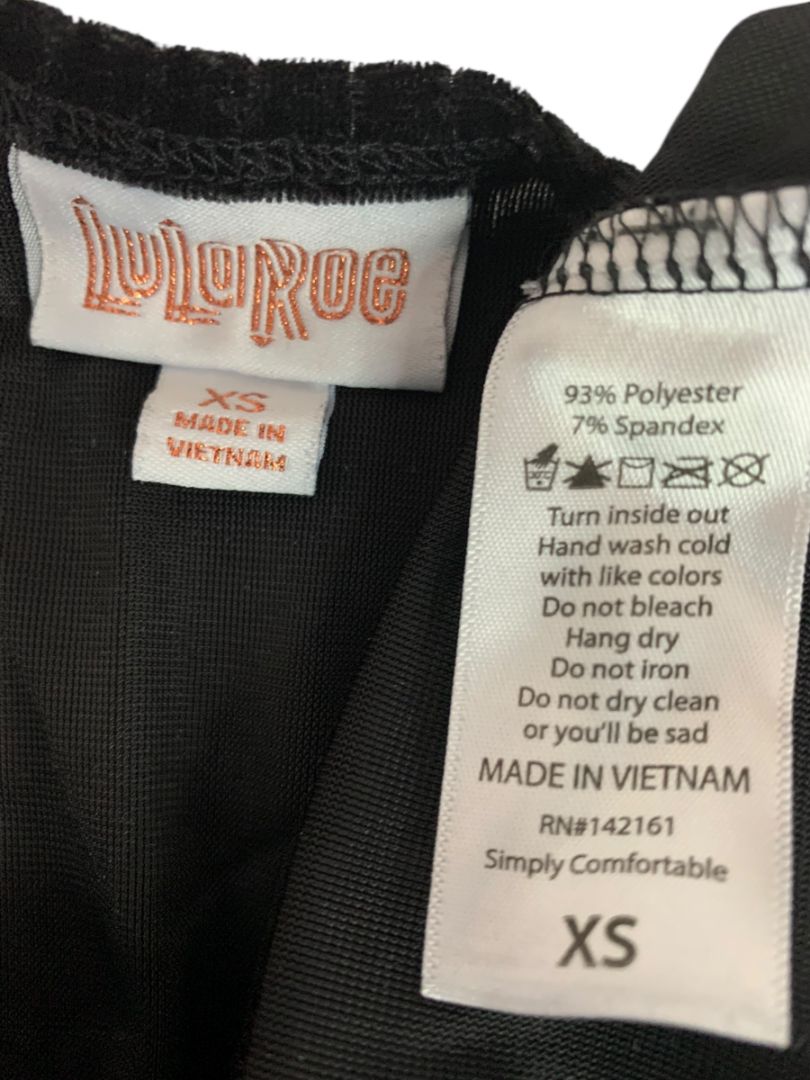 LuLaRoe
XS
MADE IN
VIETNAM
93% Polyester
7% Spandex
30°C
Turn inside out
Hand wash cold
with like colors
Do not bleach
Hang dry
Do not iron
Do not dry clean
or you'll be sad
MADE IN VIETNAM
RN#142161
Simply Comfortable
XS